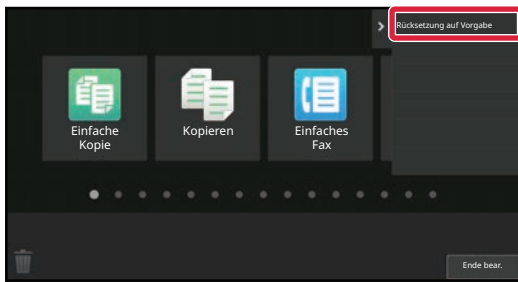 Rücksetzung auf Vorgabe
Einfache
Kopie
Kopieren
Einfaches
Fax
Ende bear.